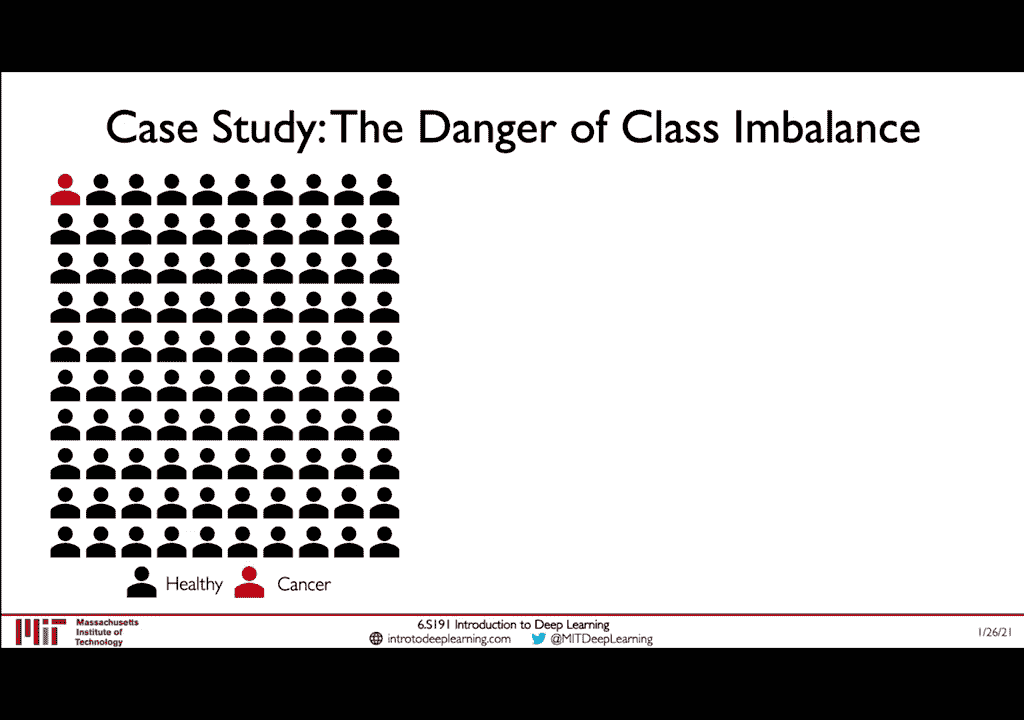 Case Study: The Danger of Class Imbalance
Healthy Cancer
MIT
Massachusetts
Institute of
Technology
6.S191 Introduction to Deep Learning
introtodeeplearning.com @MITDeepLearning
1/26/21